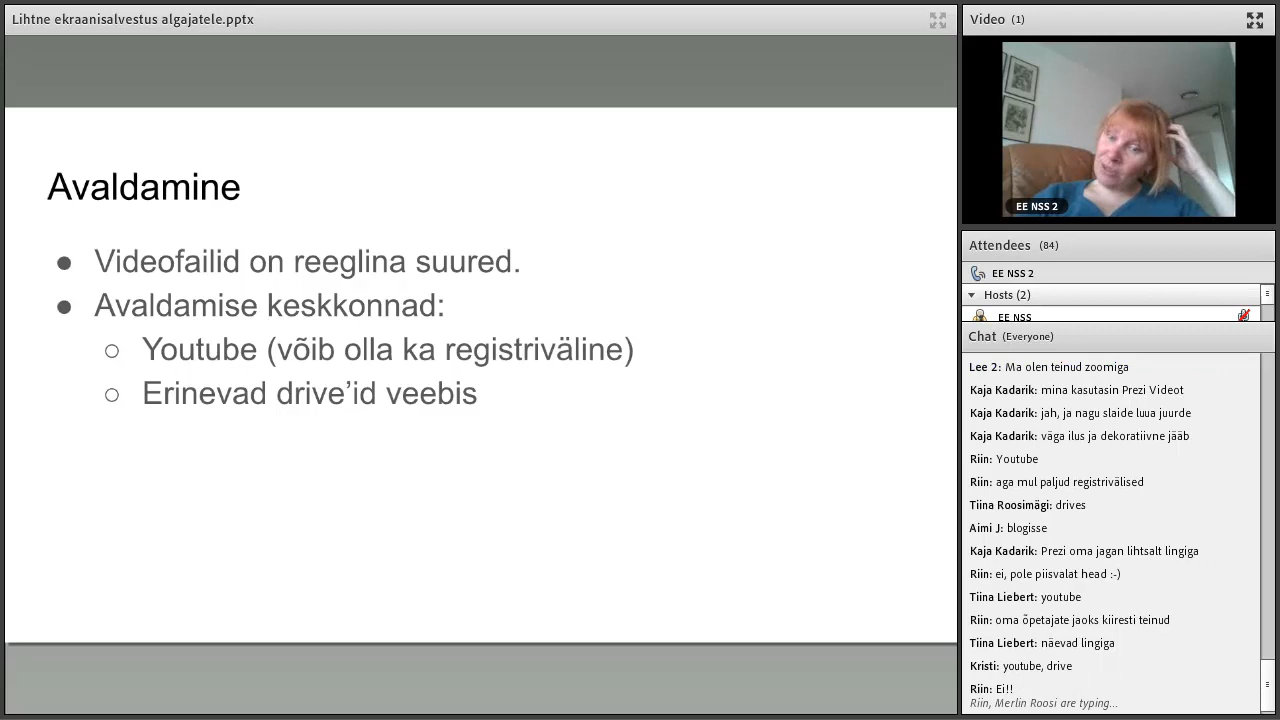 Lihtne ekraanisalvestus algajatele.pptx
Avaldamine
● Videofailid on reeglina suured.
● Avaldamise keskkonnad:
○ Youtube (võib olla ka registriväline)
○ Erinevad drive’id veebis
Video (1)
EE NSS 2
Attendees (84)
EE NSS 2
Hosts (2)
EE NSS
Chat (Everyone)
Lee 2: Ma olen teinud zoomiga
Kaja Kadarik: mina kasutasin Prezi Videot
Kaja Kadarik: jah, ja nagu slaide luua juurde
Kaja Kadarik: väga ilus ja dekoratiivne jääb
Riin: Youtube
Riin: aga mul paljud registrivälised
Tiina Roosimägi: drives
Aimi J: blogisse
Kaja Kadarik: Prezi oma jagan lihtsalt lingiga
Riin: ei, pole piisvalat head :-)
Tiina Liebert: youtube
Riin: oma õpetajate jaoks kiiresti teinud
Tiina Liebert: näevad lingiga
Kristi: youtube, drive
Riin: Ei!!
Riin, Merlin Roosi are typing...